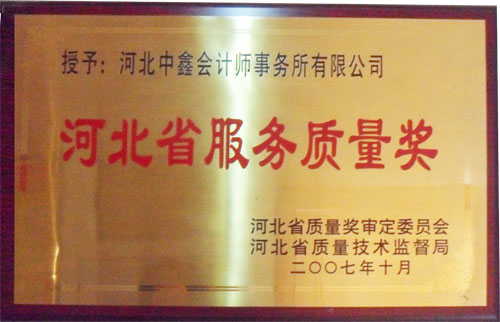 授予：河北中鑫会计师事务所有限公司
河北省服务质量奖
河北省质量奖审定委员会
河北省质量技术监督局
二〇〇七年十月